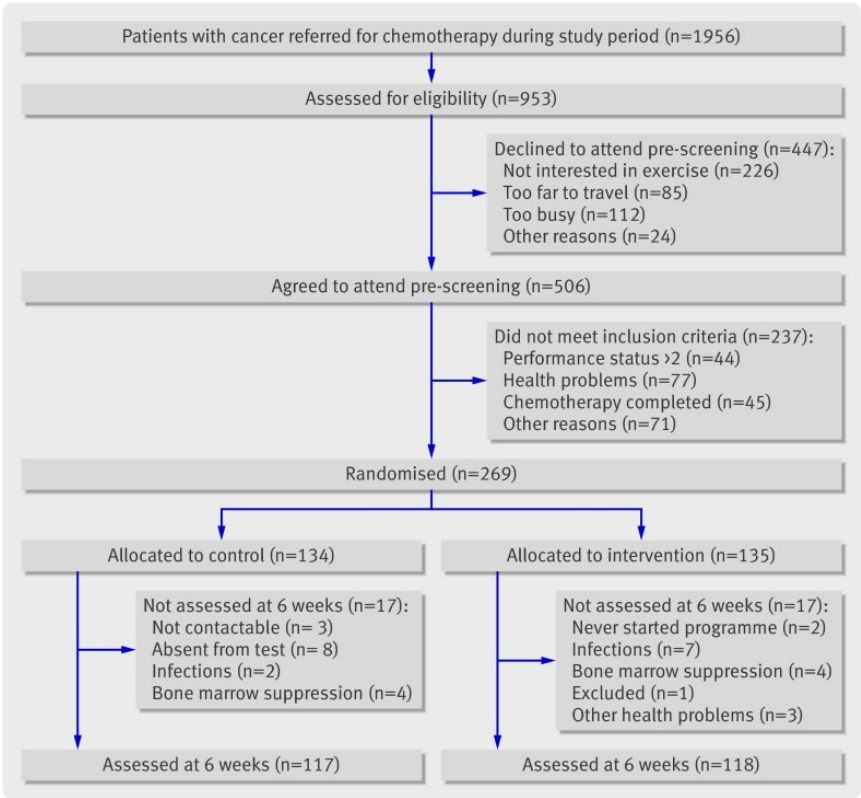 Patients with cancer referred for chemotherapy during study period (n=1956)
Assessed for eligibility (n=953)
Declined to attend pre-screening (n=447):
Not interested in exercise (n=226)
Too far to travel (n=85)
Too busy (n=112)
Other reasons (n=24)
Agreed to attend pre-screening (n=506)
Did not meet inclusion criteria (n=237):
Performance status >2 (n=44)
Health problems (n=77)
Chemotherapy completed (n=45)
Other reasons (n=71)
Randomised (n=269)
Allocated to control (n=134)
Allocated to intervention (n=135)
Not assessed at 6 weeks (n=17):
Not contactable (n= 3)
Absent from test (n= 8)
Infections (n=2)
Bone marrow suppression (n=4)
Not assessed at 6 weeks (n=17):
Never started programme (n=2)
Infections (n=7)
Bone marrow suppression (n=4)
Excluded (n=1)
Other health problems (n=3)
Assessed at 6 weeks (n=117)
Assessed at 6 weeks (n=118)